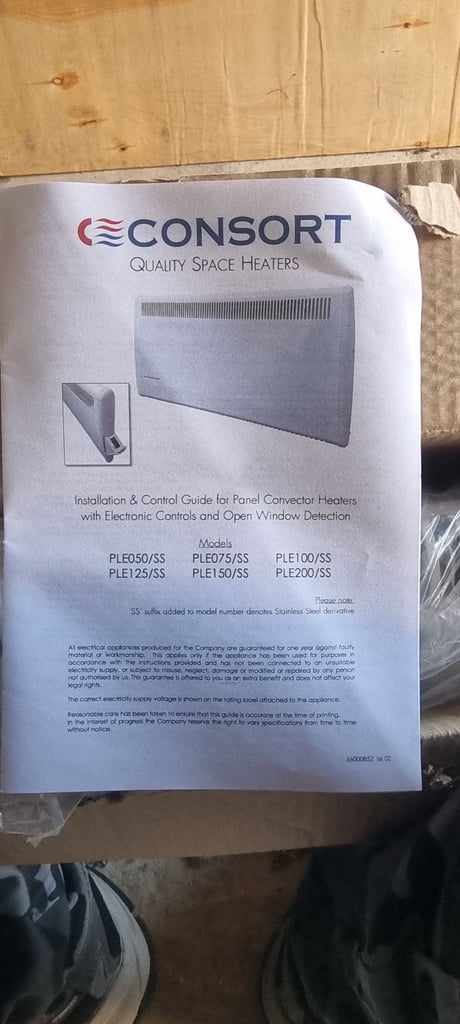 CONSORT
QUALITY SPACE HEATERS
Installation & Control Guide for Panel Convector Heaters
with Electronic Controls and Open Window Detection
Models
PLE050/SS PLE075/SS PLE100/SS
PLE125/SS PLE150/SS PLE200/SS
Please note:
'SS' suffix added to model number denotes Stainless Steel derivative
All electrical appliances produced for the Company are guaranteed for one year against faulty
material or workmanship. This applies only if the appliance has been used for purposes in
accordance with the instructions provided and has not been connected to an unsuitable
electricity supply, or subject to misuse, neglect, damage or modified or repaired by any person
not authorised by us. This guarantee is offered to you as an extra benefit and does not affect your
legal rights.
The correct electricity supply voltage is shown on the rating label attached to the appliance.
Reasonable care has been taken to ensure that this guide is accurate at the time of printing.
In the interest of progress the Company reserve the right to vary specifications from time to time
without notice.
66000852 iss 02